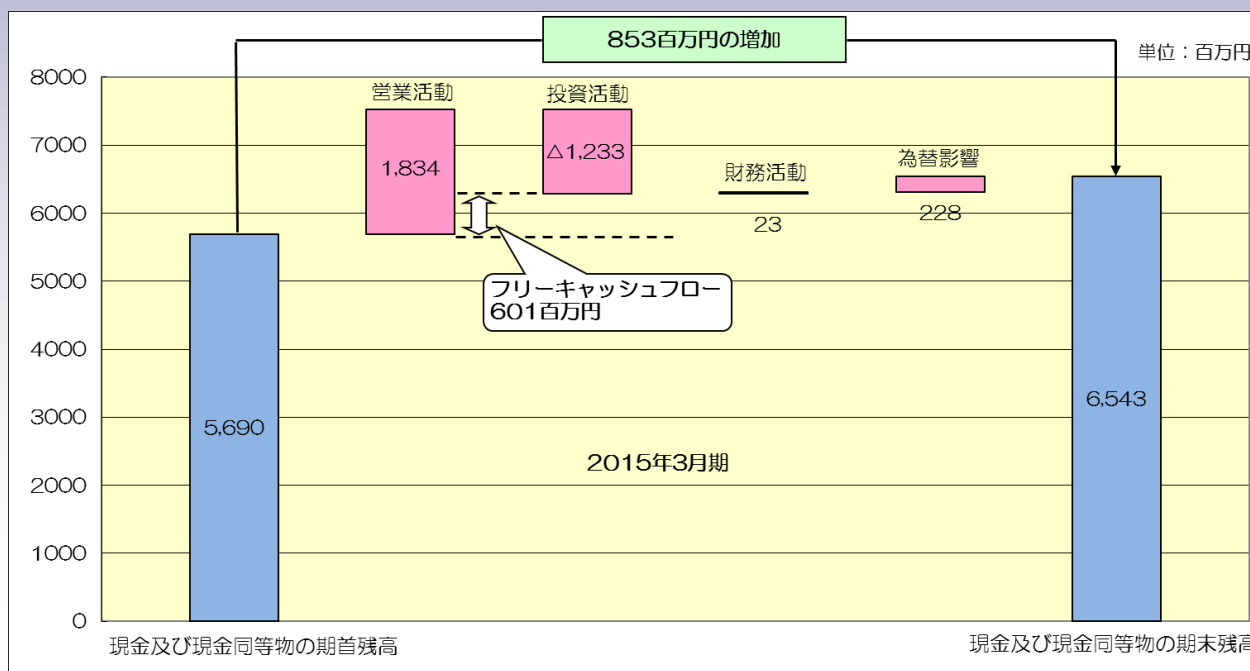 853百万円の増加
単位：百万円
8000
7000
6000
5000
4000
3000
2000
1000
0
営業活動
1,834
投資活動
△1,233
財務活動
23
為替影響
228
フリーキャッシュフロー
601百万円
5,690
6,543
2015年3月期
現金及び現金同等物の期首残高
現金及び現金同等物の期末残高